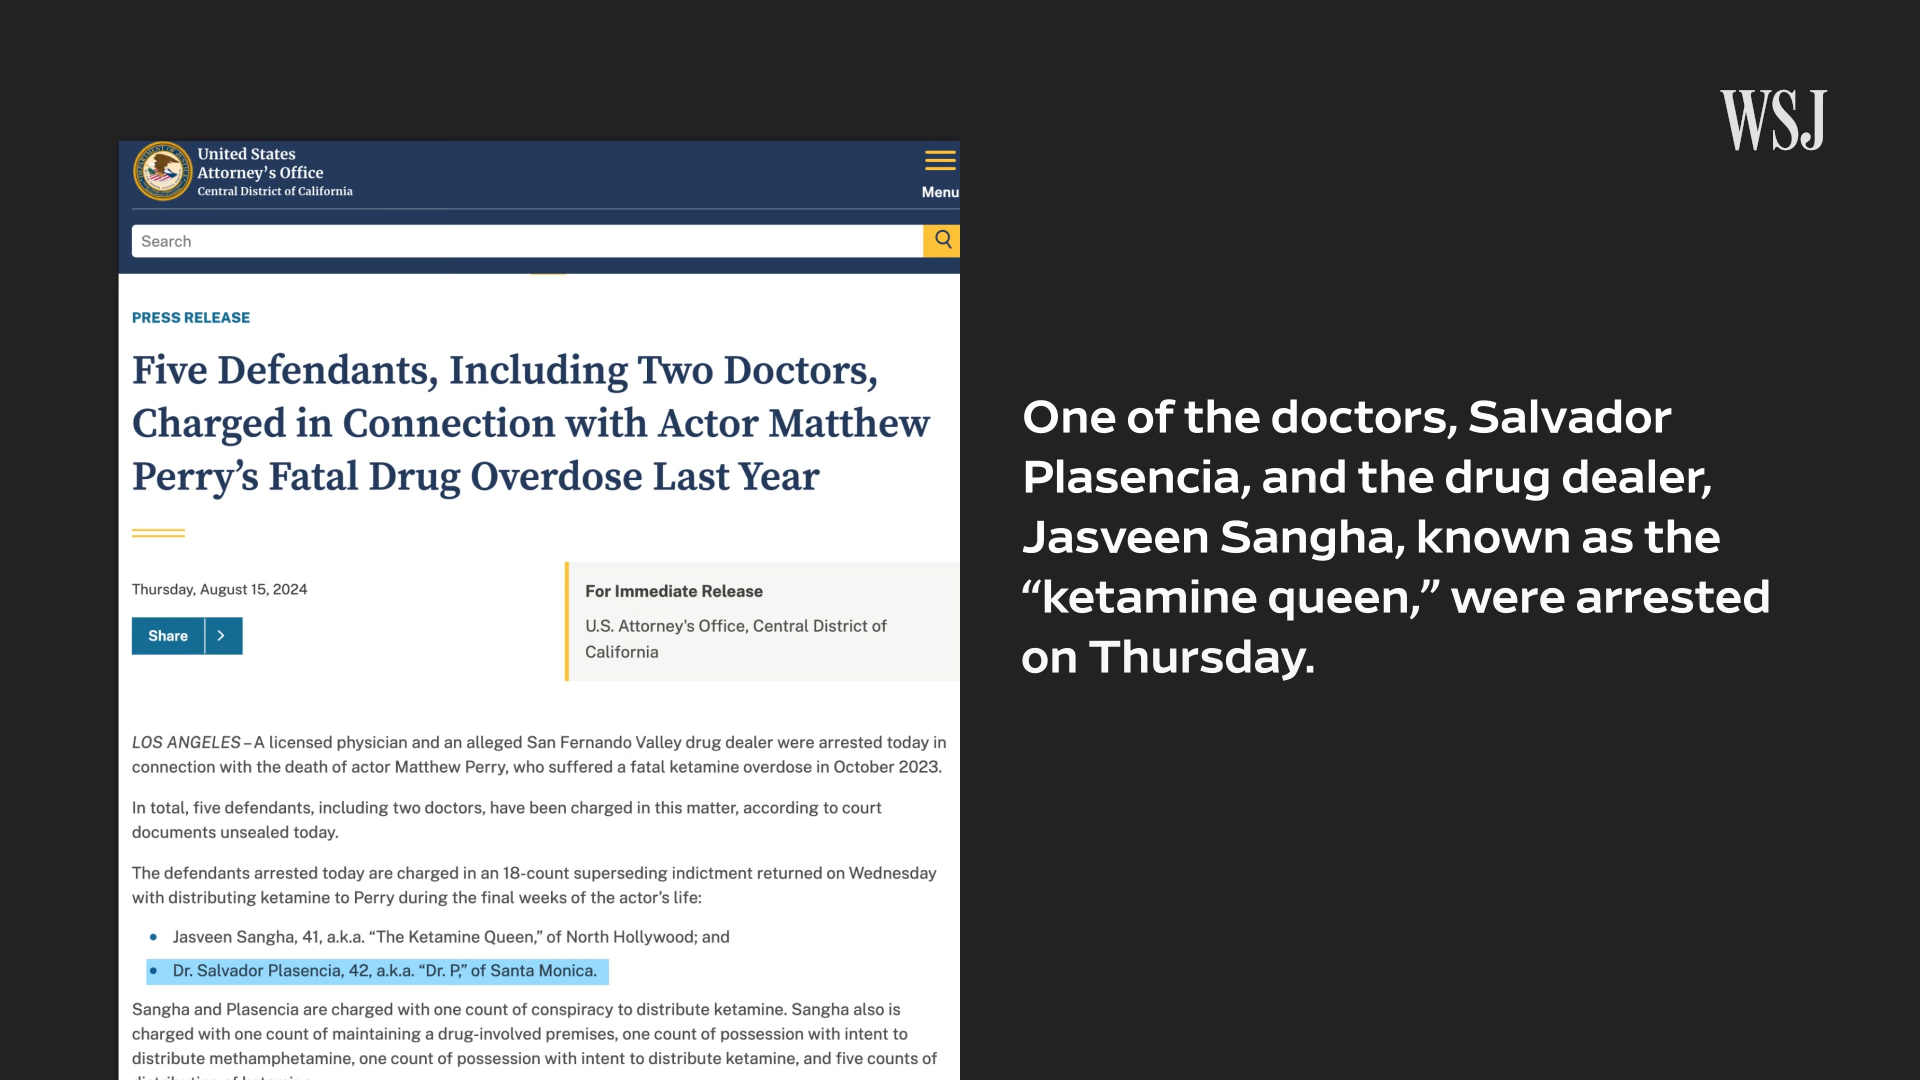 WSJ
United States
Attorney’s Office
Central District of California
Menu
Search
PRESS RELEASE
Five Defendants, Including Two Doctors,
Charged in Connection with Actor Matthew
Perry’s Fatal Drug Overdose Last Year
Thursday, August 15, 2024
Share
For Immediate Release
U.S. Attorney's Office, Central District of
California
LOS ANGELES – A licensed physician and an alleged San Fernando Valley drug dealer were arrested today in
connection with the death of actor Matthew Perry, who suffered a fatal ketamine overdose in October 2023.
In total, five defendants, including two doctors, have been charged in this matter, according to court
documents unsealed today.
The defendants arrested today are charged in an 18-count superseding indictment returned on Wednesday
with distributing ketamine to Perry during the final weeks of the actor’s life:
• Jasveen Sangha, 41, a.k.a. “The Ketamine Queen,” of North Hollywood; and
• Dr. Salvador Plasencia, 42, a.k.a. “Dr. P,” of Santa Monica.
Sangha and Plasencia are charged with one count of conspiracy to distribute ketamine. Sangha also is
charged with one count of maintaining a drug-involved premises, one count of possession with intent to
distribute methamphetamine, one count of possession with intent to distribute ketamine, and five counts of
One of the doctors, Salvador
Plasencia, and the drug dealer,
Jasveen Sangha, known as the
“ketamine queen,” were arrested
on Thursday.